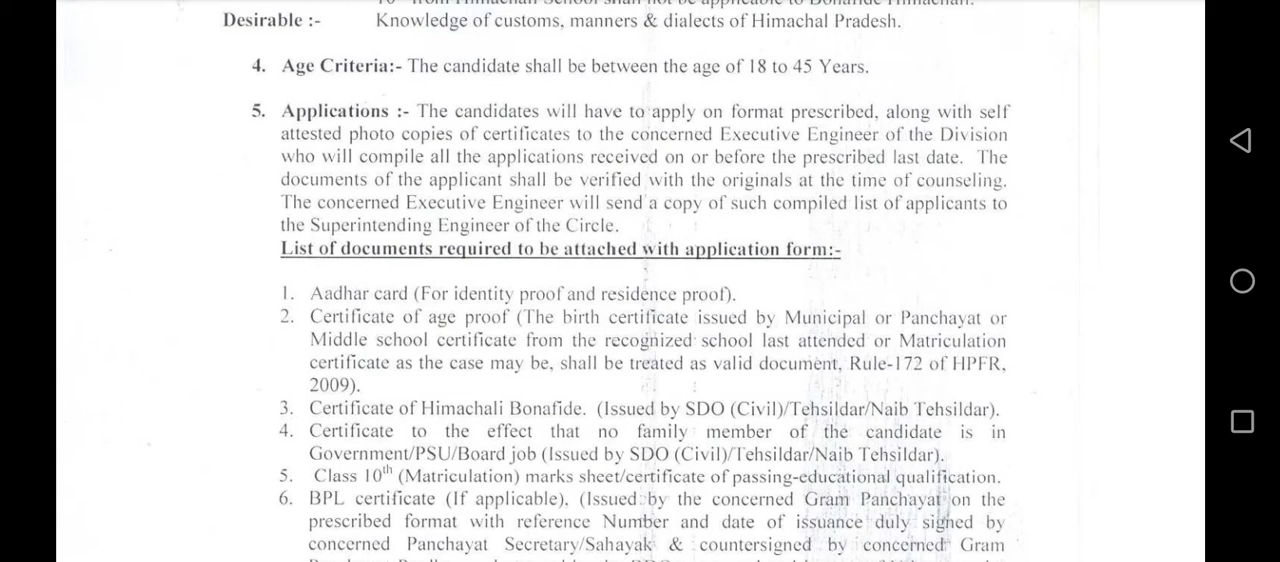 Desirable :- Knowledge of customs, manners & dialects of Himachal Pradesh.
4. Age Criteria:- The candidate shall be between the age of 18 to 45 Years.
5. Applications :- The candidates will have to apply on format prescribed, along with self
attested photo copies of certificates to the concerned Executive Engineer of the Division
who will compile all the applications received on or before the prescribed last date. The
documents of the applicant shall be verified with the originals at the time of counseling.
The concerned Executive Engineer will send a copy of such compiled list of applicants to
the Superintending Engineer of the Circle.
List of documents required to be attached with application form:-
1. Aadhar card (For identity proof and residence proof).
2. Certificate of age proof (The birth certificate issued by Municipal or Panchayat or
Middle school certificate from the recognized school last attended or Matriculation
certificate as the case may be, shall be treated as valid document, Rule-172 of HPFR,
2009).
3. Certificate of Himachali Bonafide. (Issued by SDO (Civil)/Tehsildar/Naib Tehsildar).
4. Certificate to the effect that no family member of the candidate is in
Government/PSU/Board job (Issued by SDO (Civil)/Tehsildar/Naib Tehsildar).
5. Class 10th (Matriculation) marks sheet/certificate of passing-educational qualification.
6. BPL certificate (If applicable), (Issued by the concerned Gram Panchayat on the
prescribed format with reference Number and date of issuance duly signed by
concerned Panchayat Secretary/Sahayak & countersigned by concerned Gram